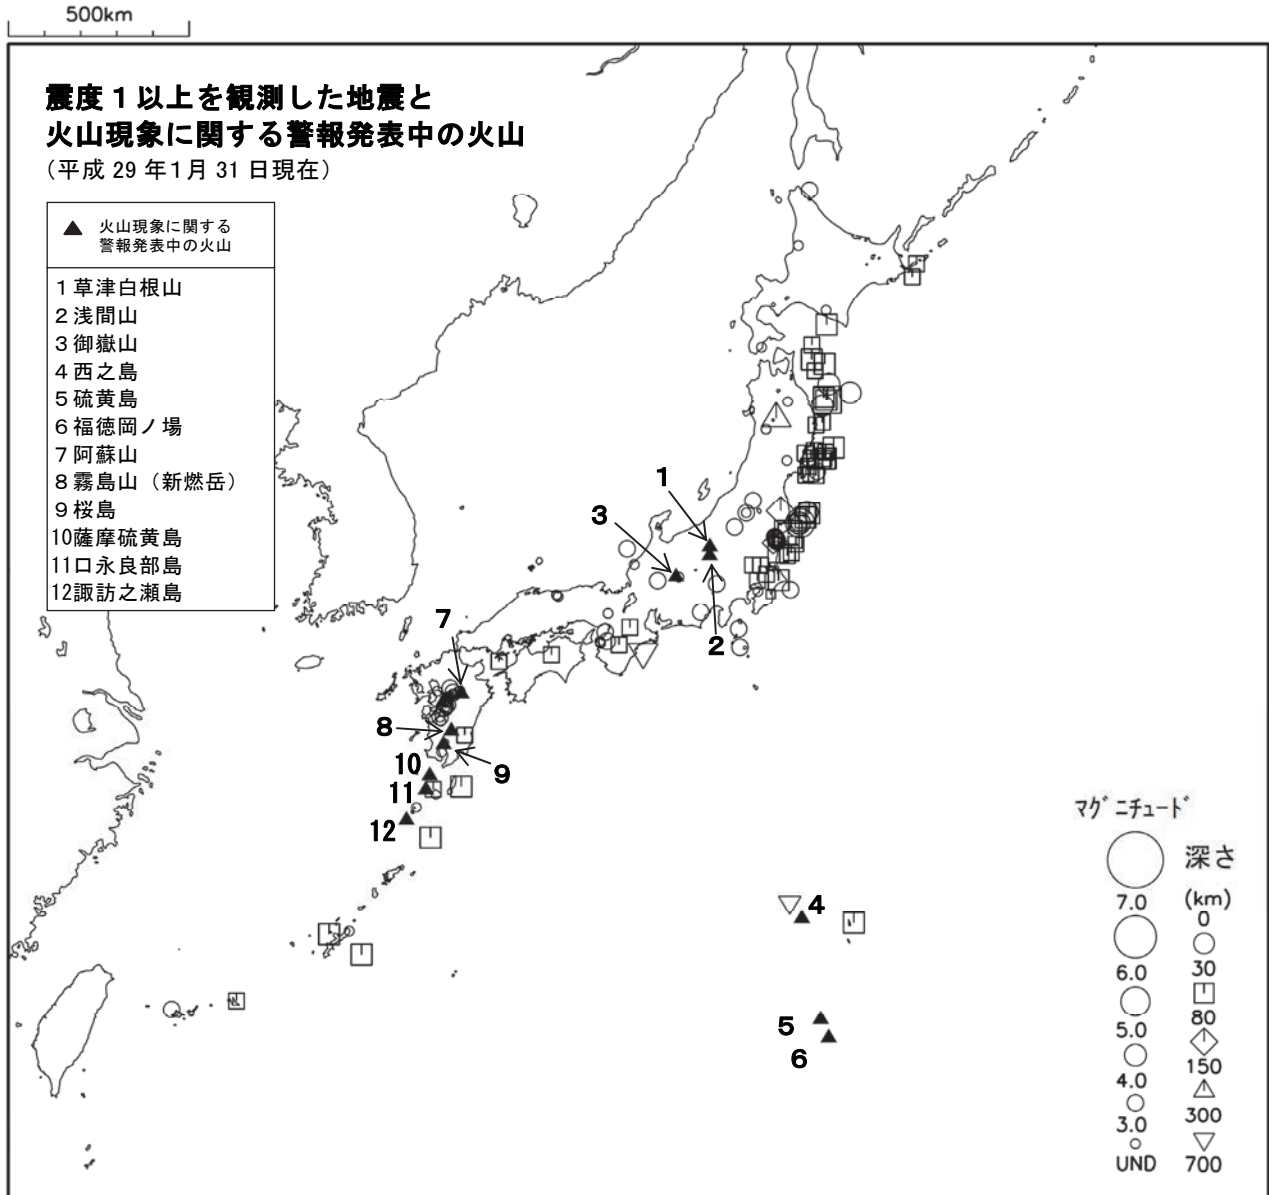 500km
震度１以上を観測した地震と
火山現象に関する警報発表中の火山
（平成 29 年１月 31 日現在）
▲ 火山現象に関する
警報発表中の火山
１草津白根山
２浅間山
３御嶽山
４西之島
５硫黄島
６福徳岡ノ場
７阿蘇山
８霧島山（新燃岳）
９桜島
10薩摩硫黄島
11口永良部島
12諏訪之瀬島
1
3
2
7
8
9
10
11
12
4
5
6
マグニチュード
深さ
(km)
7.0
0
6.0
30
5.0
80
4.0
150
3.0
300
UND
700